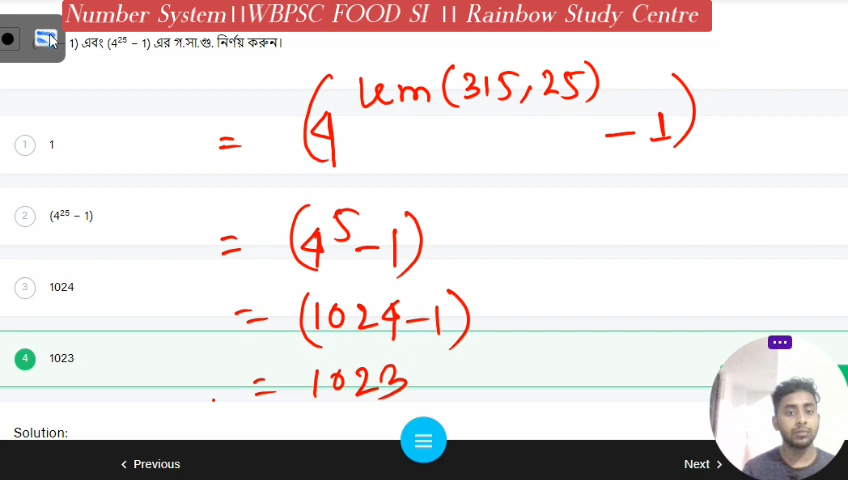 Number System||WBPSC FOOD SI || Rainbow Study Centre
− 1) এবং (4²⁵ − 1) এর গ.সা.গু. নির্ণয় করুন।
= (4^lcm(315, 25) − 1)
1 1
2 (4²⁵ − 1)
= (4⁵ − 1)
3 1024
= (1024 − 1)
4 1023
= 1023
Solution:
Previous
Next